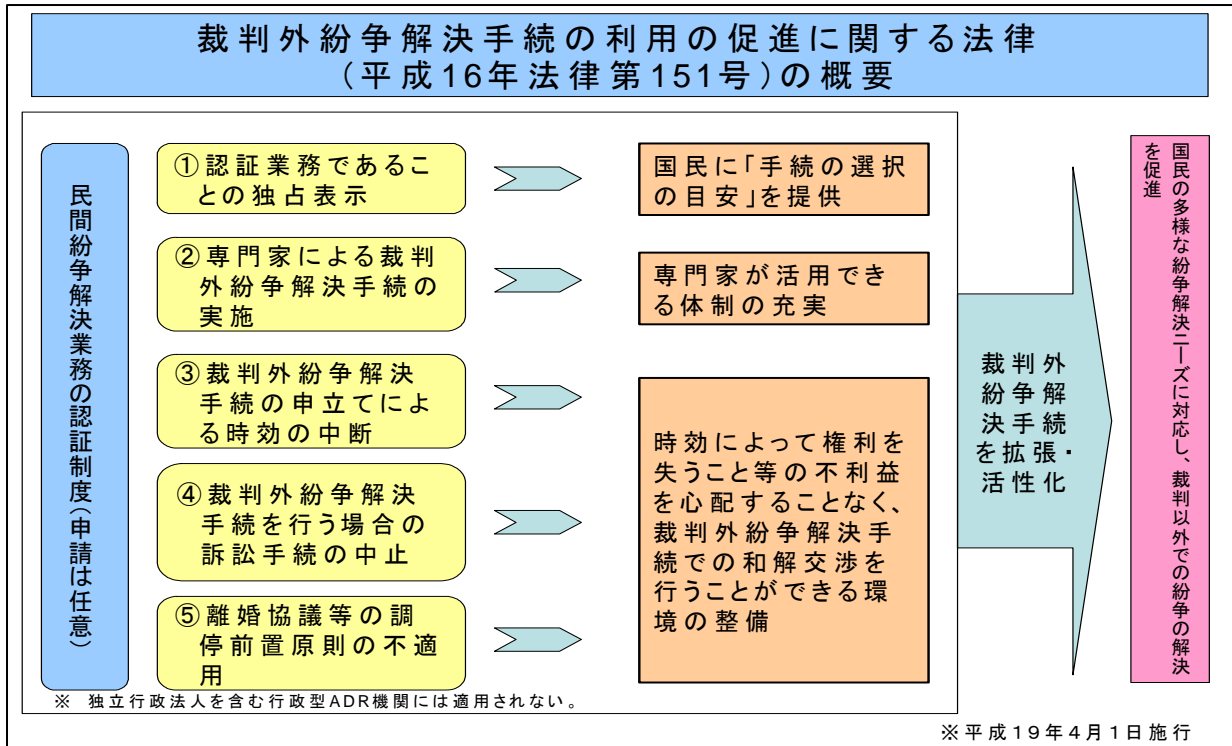 裁判外紛争解決手続の利用の促進に関する法律
（平成16年法律第151号）の概要
民間紛争解決業務の認証制度（申請は任意）
①認証業務であるこ
との独占表示
国民に「手続の選択
の目安」を提供
②専門家による裁判
外紛争解決手続の
実施
専門家が活用でき
る体制の充実
③裁判外紛争解決
手続の申立てによ
る時効の中断
④裁判外紛争解決
手続を行う場合の
訴訟手続の中止
⑤離婚協議等の調
停前置原則の不適
用
時効によって権利を
失うこと等の不利益
を心配することなく、
裁判外紛争解決手
続での和解交渉を
行うことができる環
境の整備
裁判外
紛争解
決手続
を拡張・
活性化
国民の多様な紛争解決ニーズに対応し、裁判以外での紛争の解決
を促進
※ 独立行政法人を含む行政型ADR機関には適用されない。
※平成19年4月1日施行